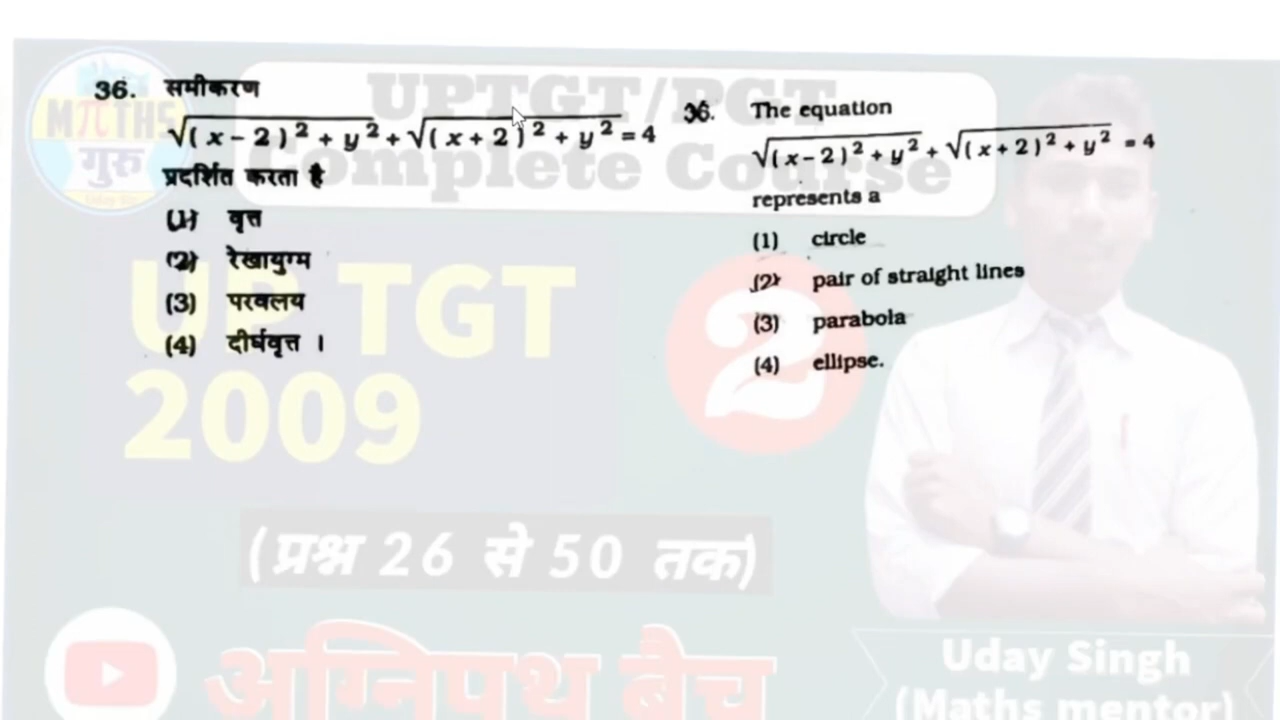 36. समीकरण
√(x − 2)² + y² + √(x + 2)² + y² = 4
प्रदर्शित करता है
(1) वृत्त
(2) रेखायुग्म
(3) परवलय
(4) दीर्घवृत्त ।
36. The equation
√(x − 2)² + y² + √(x + 2)² + y² = 4
represents a
(1) circle
(2) pair of straight lines
(3) parabola
(4) ellipse.
UPTGT/PGT
Complete Course
MπTHS
गुरु
UP TGT
2009
2
(प्रश्न 26 से 50 तक)
अग्निपथ बैच
Uday Singh
(Maths mentor)